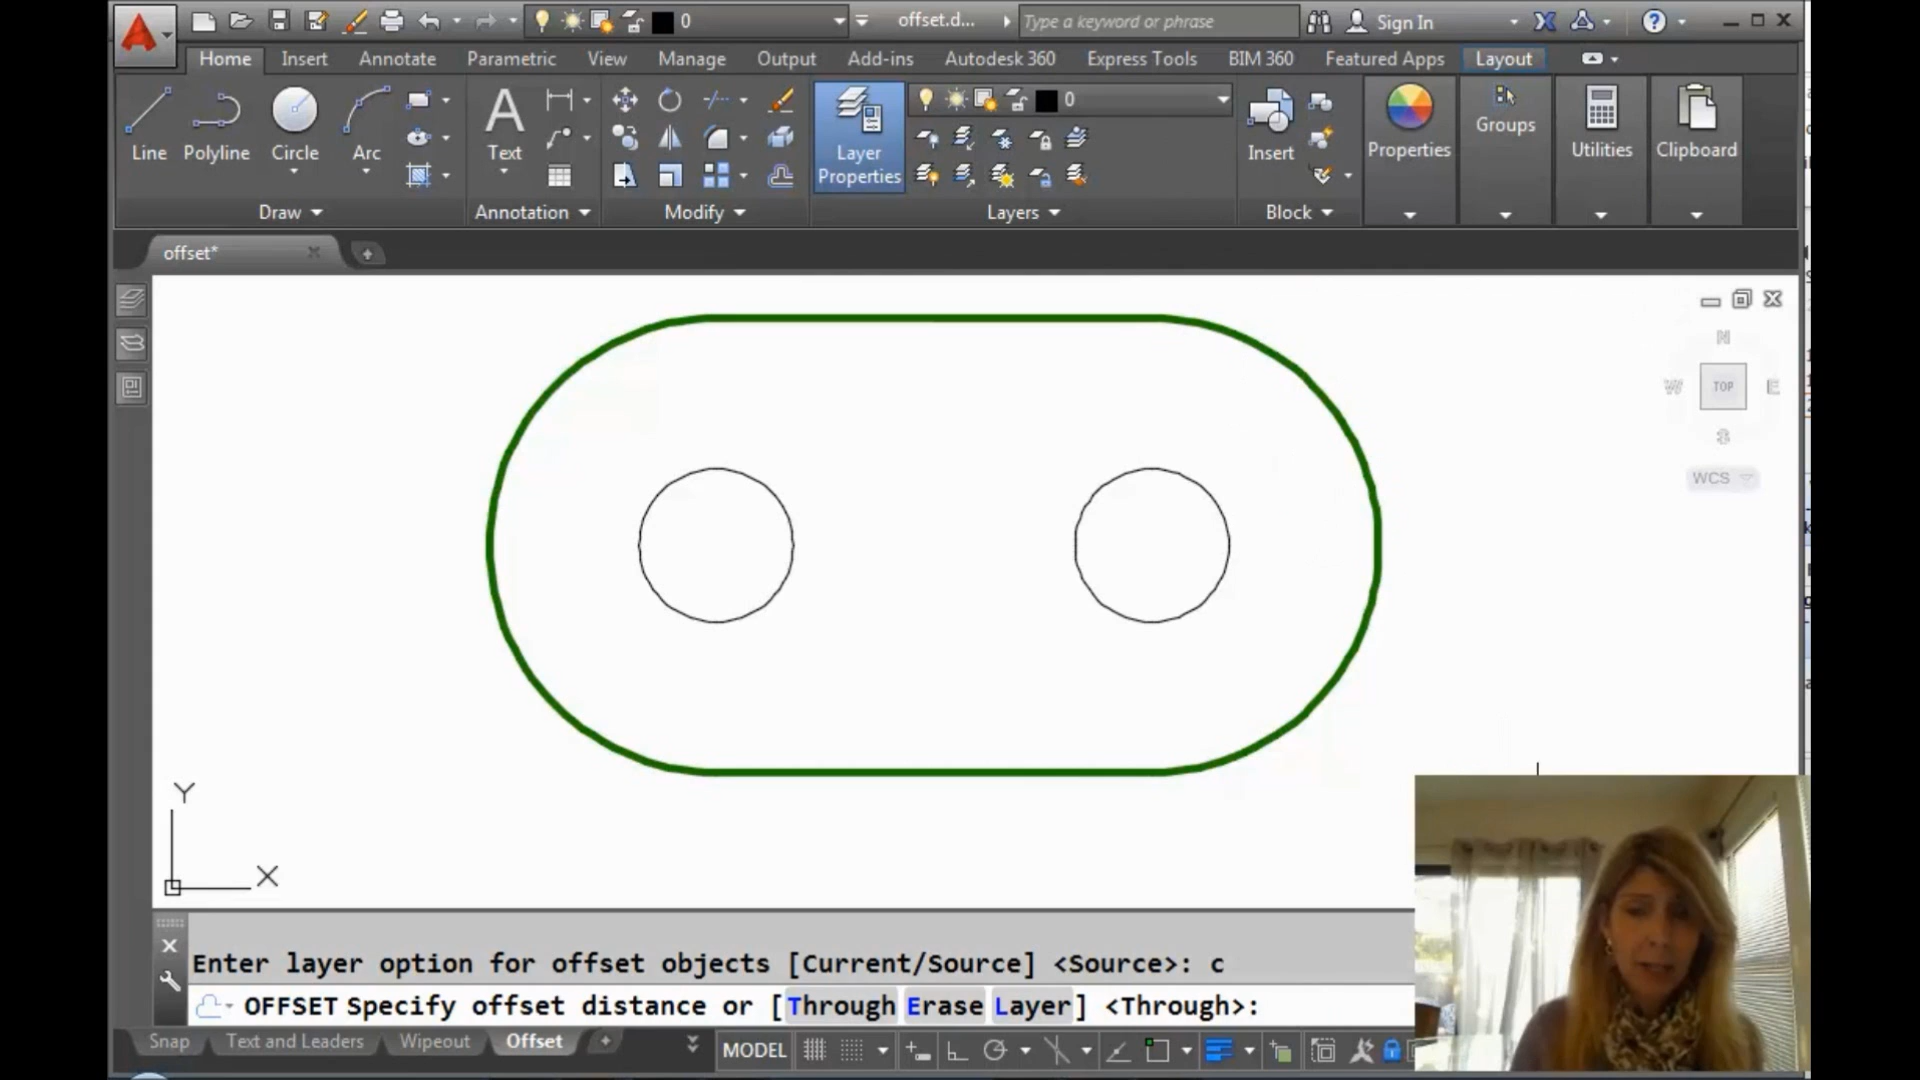 0
offset.d...
Type a keyword or phrase
Sign In
Home Insert Annotate Parametric View Manage Output Add-ins Autodesk 360 Express Tools BIM 360 Featured Apps Layout
Line Polyline Circle Arc
Draw
Text
Annotation
Modify
Layer
Properties
0
Layers
Insert
Block
Properties
Groups
Utilities
Clipboard
offset*
N
W TOP E
S
WCS
Y
X
Enter layer option for offset objects [Current/Source] <Source>: c
OFFSET Specify offset distance or [Through Erase Layer] <Through>:
Snap Text and Leaders Wipeout Offset
MODEL